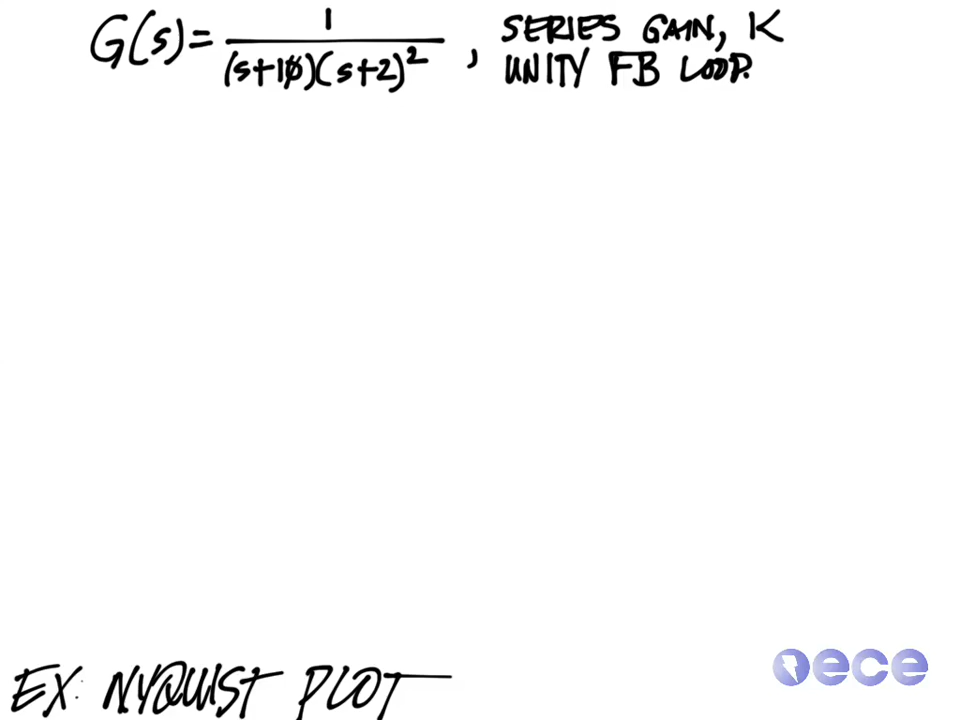 G(s)= 1/((s+10)(s+2)²) , SERIES GAIN, K
UNITY FB LOOP.
EX: NYQUIST PLOT
ece